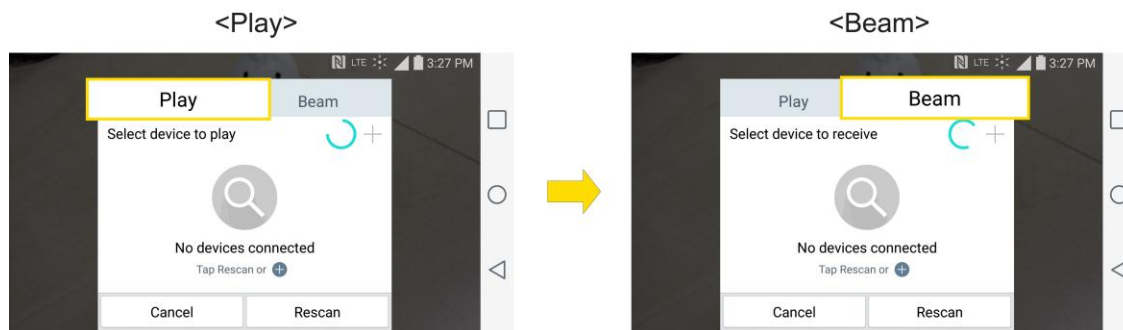 <Play>
<Beam>
LTE 3:27 PM
Play Beam
Select device to play
No devices connected
Tap Rescan or
Cancel Rescan
LTE 3:27 PM
Play Beam
Select device to receive
No devices connected
Tap Rescan or
Cancel Rescan